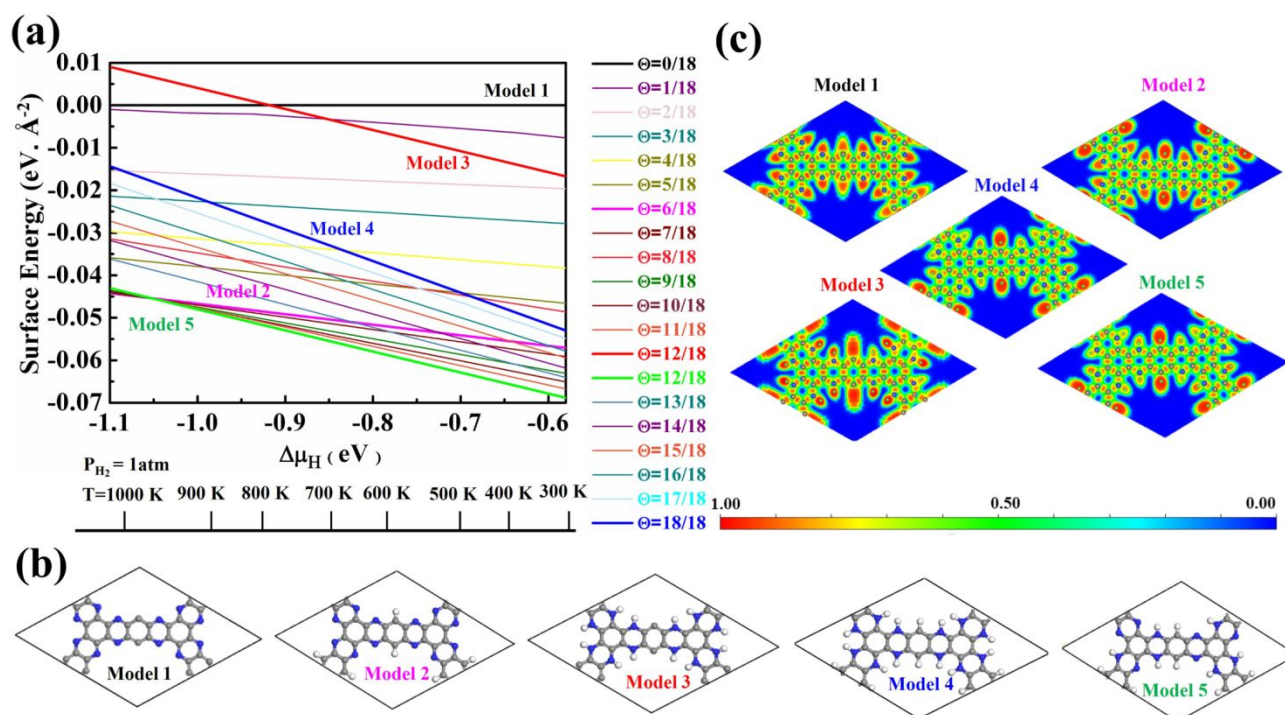 (a)
Surface Energy (eV. Å⁻²)
0.01
0.00
-0.01
-0.02
-0.03
-0.04
-0.05
-0.06
-0.07
Model 1
Model 3
Model 4
Model 2
Model 5
-1.1 -1.0 -0.9 -0.8 -0.7 -0.6
Δμ_H ( eV)
P_H₂ = 1atm
T=1000 K 900 K 800 K 700 K 600 K 500 K 400 K 300 K
Θ=0/18
Θ=1/18
Θ=2/18
Θ=3/18
Θ=4/18
Θ=5/18
Θ=6/18
Θ=7/18
Θ=8/18
Θ=9/18
Θ=10/18
Θ=11/18
Θ=12/18
Θ=12/18
Θ=13/18
Θ=14/18
Θ=15/18
Θ=16/18
Θ=17/18
Θ=18/18
(c)
Model 1 Model 2
Model 4
Model 3 Model 5
1.00 0.50 0.00
(b)
Model 1 Model 2 Model 3 Model 4 Model 5